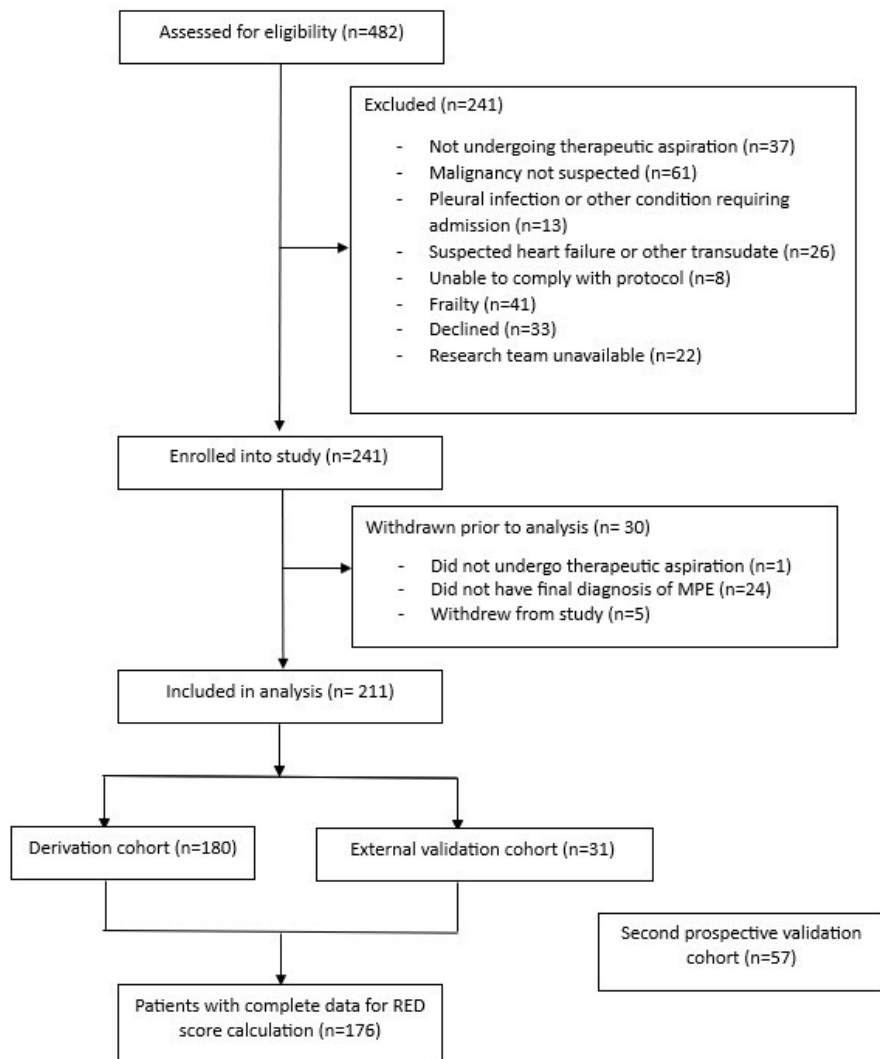 Assessed for eligibility (n=482)
Excluded (n=241)
- Not undergoing therapeutic aspiration (n=37)
- Malignancy not suspected (n=61)
- Pleural infection or other condition requiring
admission (n=13)
- Suspected heart failure or other transudate (n=26)
- Unable to comply with protocol (n=8)
- Frailty (n=41)
- Declined (n=33)
- Research team unavailable (n=22)
Enrolled into study (n=241)
Withdrawn prior to analysis (n= 30)
- Did not undergo therapeutic aspiration (n=1)
- Did not have final diagnosis of MPE (n=24)
- Withdrew from study (n=5)
Included in analysis (n= 211)
Derivation cohort (n=180)
External validation cohort (n=31)
Second prospective validation
cohort (n=57)
Patients with complete data for RED
score calculation (n=176)